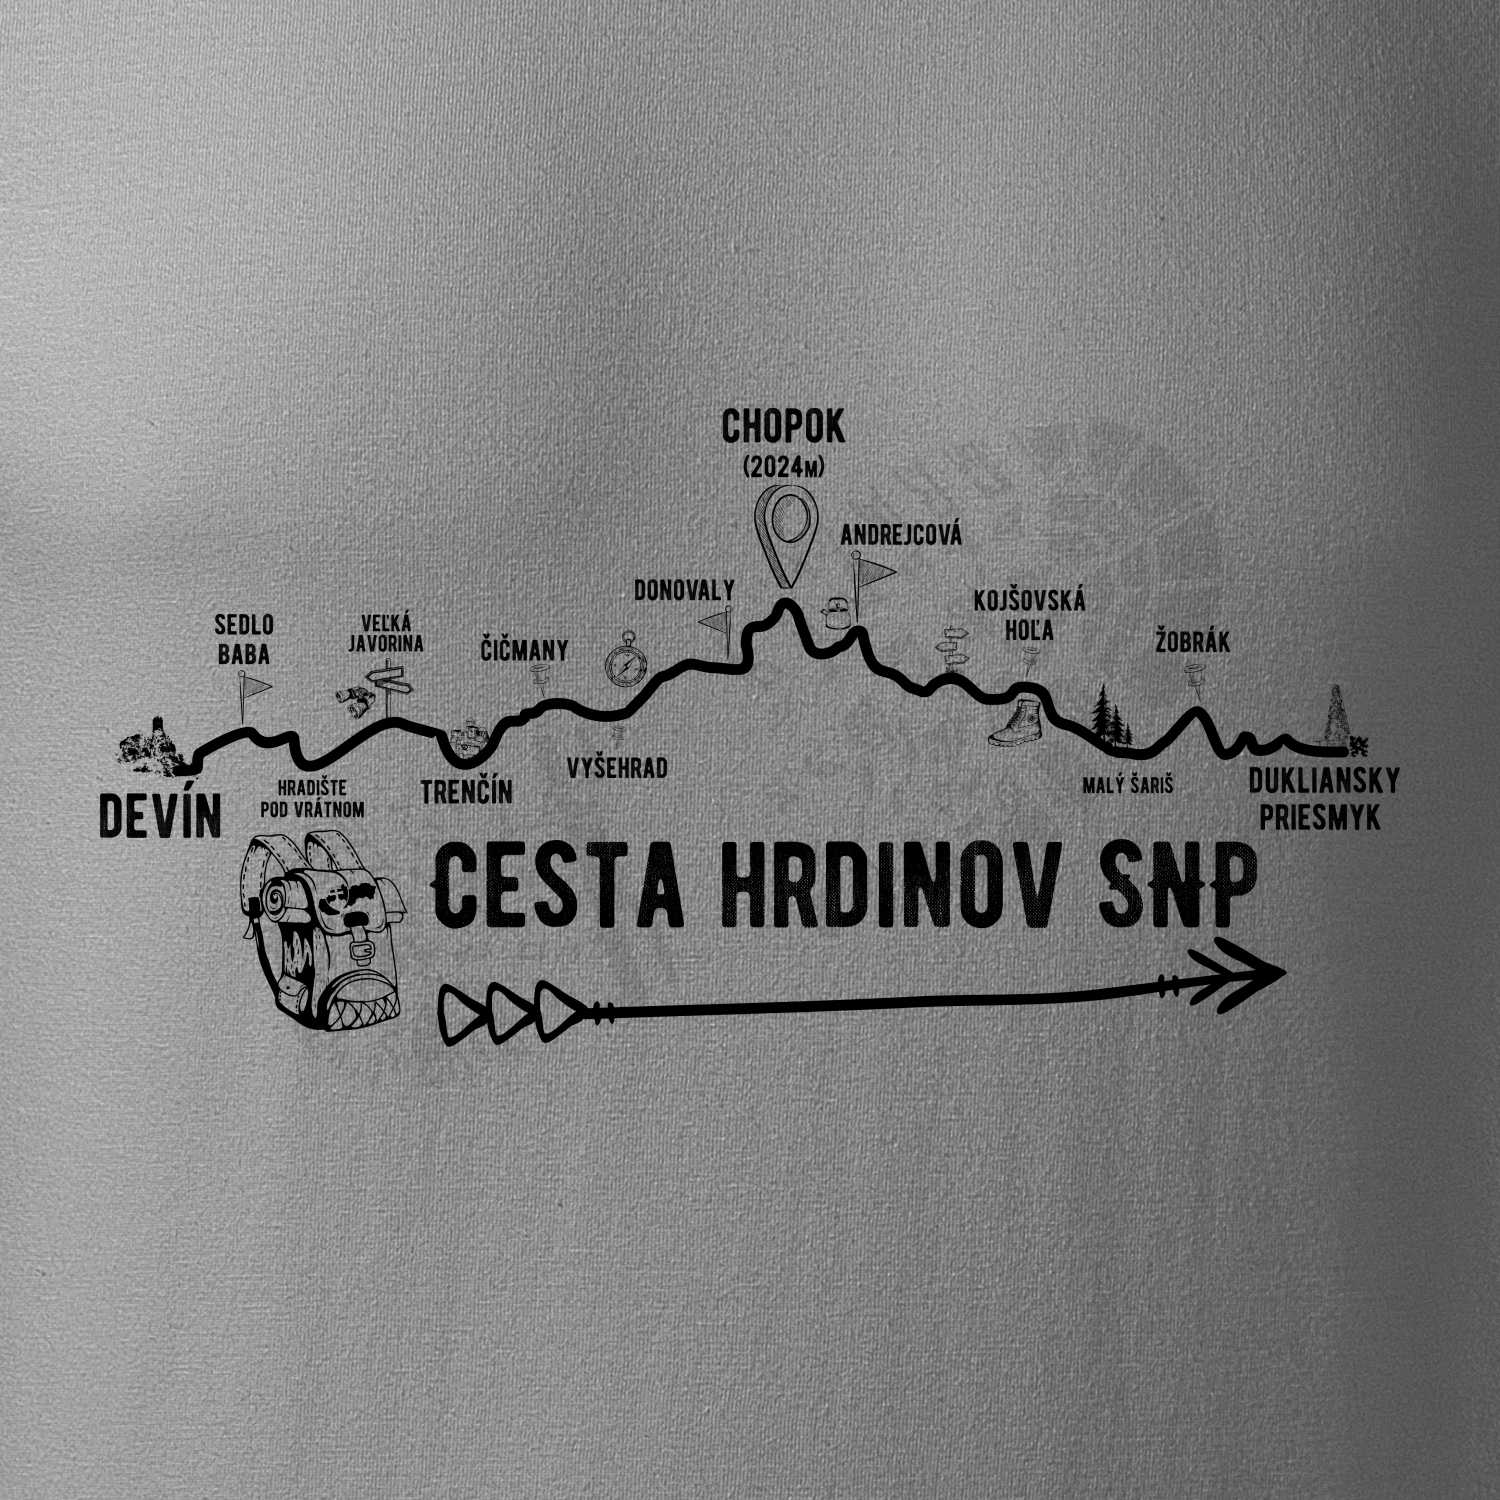 CHOPOK
(2024M)
ANDREJCOVÁ
DONOVALY
KOJŠOVSKÁ
HOĽA
SEDLO
BABA
VEĽKÁ
JAVORINA
ČIČMANY
ŽOBRÁK
VYŠEHRAD
HRADIŠTE
POD VRÁTNOM
TRENČÍN
MALÝ ŠARIŠ
DEVÍN
DUKLIANSKY
PRIESMYK
CESTA HRDINOV SNP